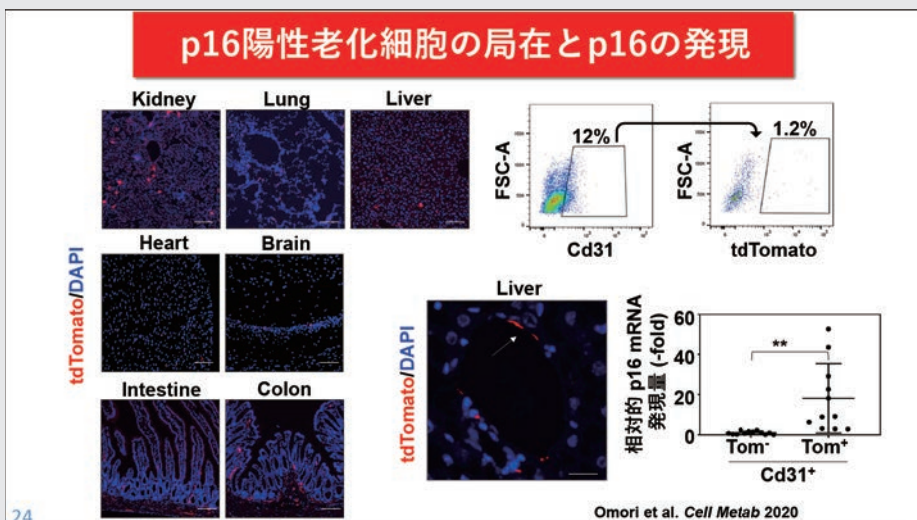 p16陽性老化細胞の局在とp16の発現
Kidney Lung Liver
Heart Brain
Intestine Colon
tdTomato/DAPI
12%
1.2%
FSC-A
Cd31
FSC-A
tdTomato
Liver
tdTomato/DAPI
相対的 p16 mRNA
発現量 (-fold)
60
40
20
0
**
Tom- Tom+
Cd31+
Omori et al. Cell Metab 2020
24